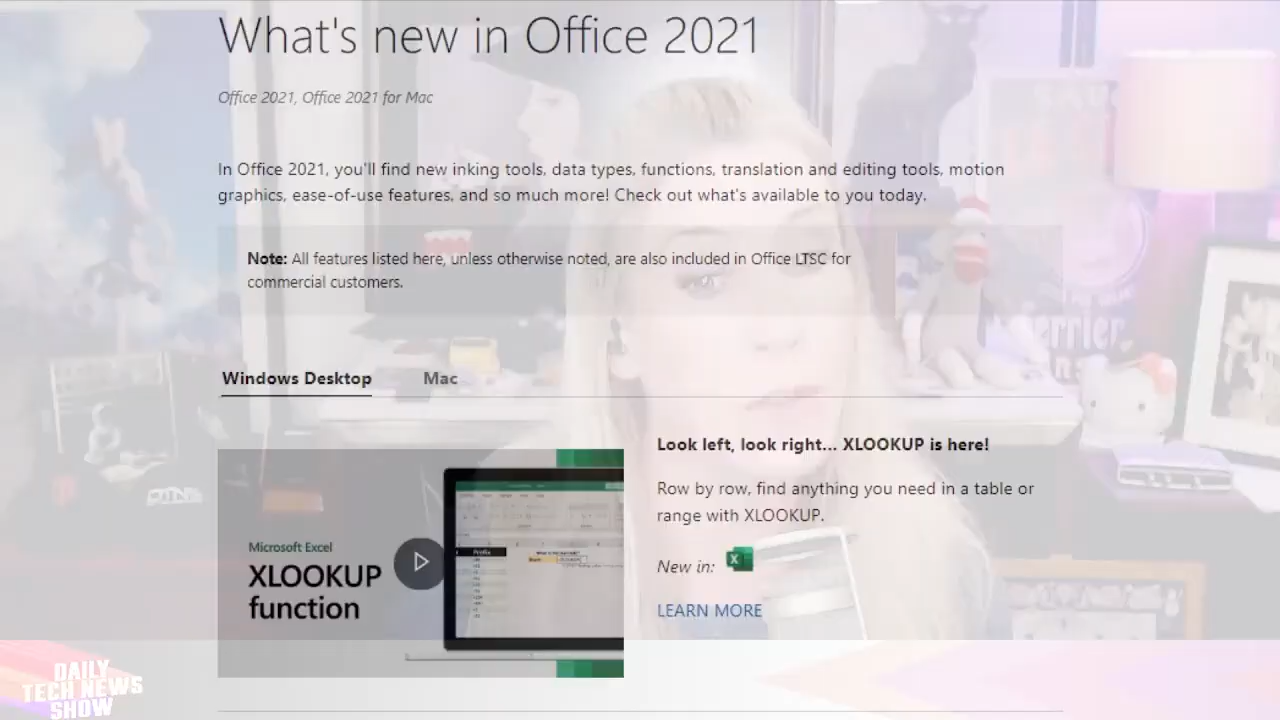 What's new in Office 2021
Office 2021, Office 2021 for Mac
In Office 2021, you'll find new inking tools, data types, functions, translation and editing tools, motion
graphics, ease-of-use features, and so much more! Check out what's available to you today.
Note: All features listed here, unless otherwise noted, are also included in Office LTSC for
commercial customers.
Windows Desktop
Mac
Look left, look right... XLOOKUP is here!
Row by row, find anything you need in a table or
range with XLOOKUP.
New in:
LEARN MORE
Microsoft Excel
XLOOKUP
function
Prefix
DTNS
DAILY
TECH NEWS
SHOW